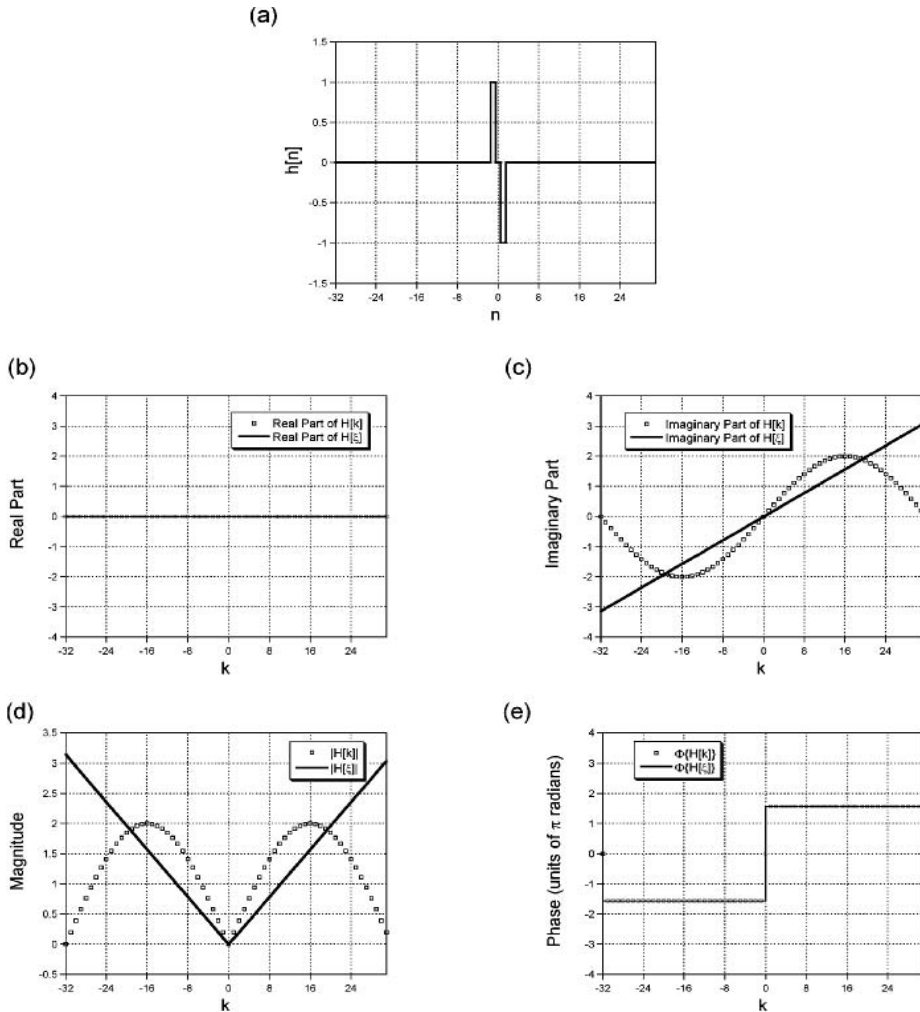 (a)
h[n]
1.5
1
0.5
0
-0.5
-1
-1.5
-32 -24 -16 -8 0 8 16 24
n
(b)
Real Part
4
3
2
1
0
-1
-2
-3
-4
Real Part of H[k]
Real Part of H[ξ]
-32 -24 -16 -8 0 8 16 24
k
(c)
Imaginary Part
4
3
2
1
0
-1
-2
-3
-4
Imaginary Part of H[k]
Imaginary Part of H[ξ]
-32 -24 -16 -8 0 8 16 24
k
(d)
Magnitude
3.5
3
2.5
2
1.5
1
0.5
0
-0.5
|H[k]|
|H[ξ]|
-32 -24 -16 -8 0 8 16 24
k
(e)
Phase (units of π radians)
4
3
2
1
0
-1
-2
-3
-4
Φ{H[k]}
Φ{H[ξ]}
-32 -24 -16 -8 0 8 16 24
k